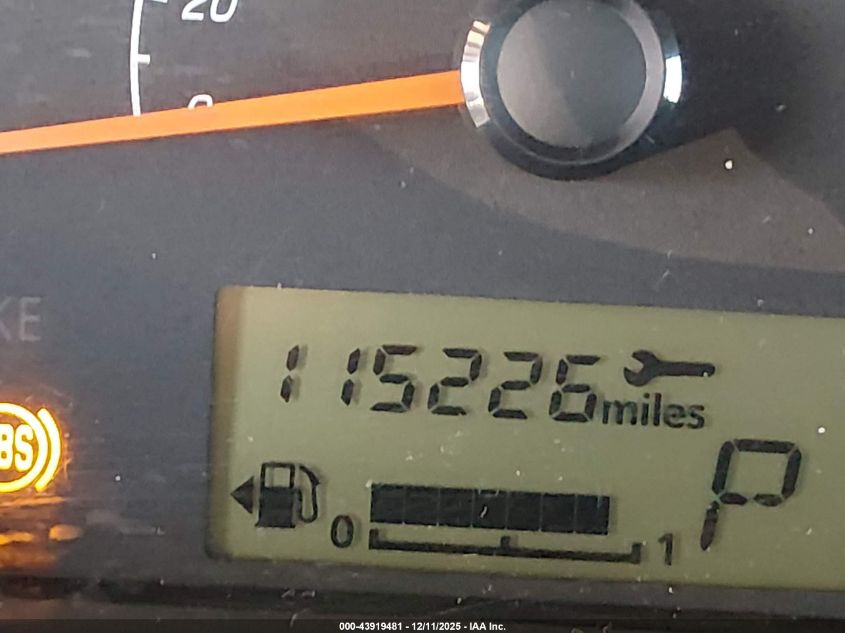 20
0
KE
BS
115226 miles
P
0 1
000-43919481 - 12/11/2025 - IAA Inc.